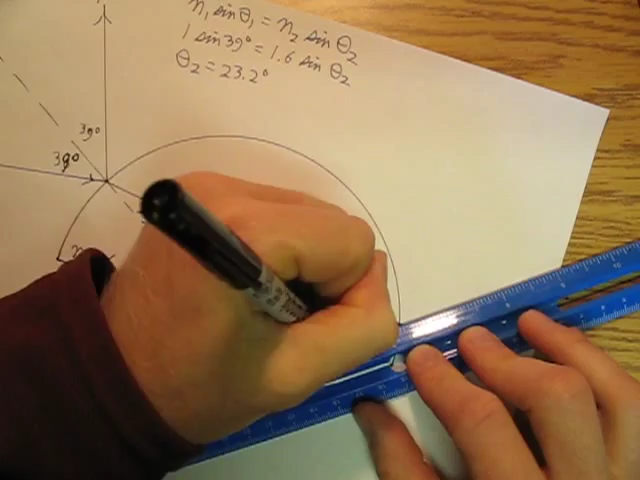 n₁ sin θ₁ = n₂ sin θ₂
1 sin 39° = 1.6 sin θ₂
θ₂ = 23.2°
39°
39°